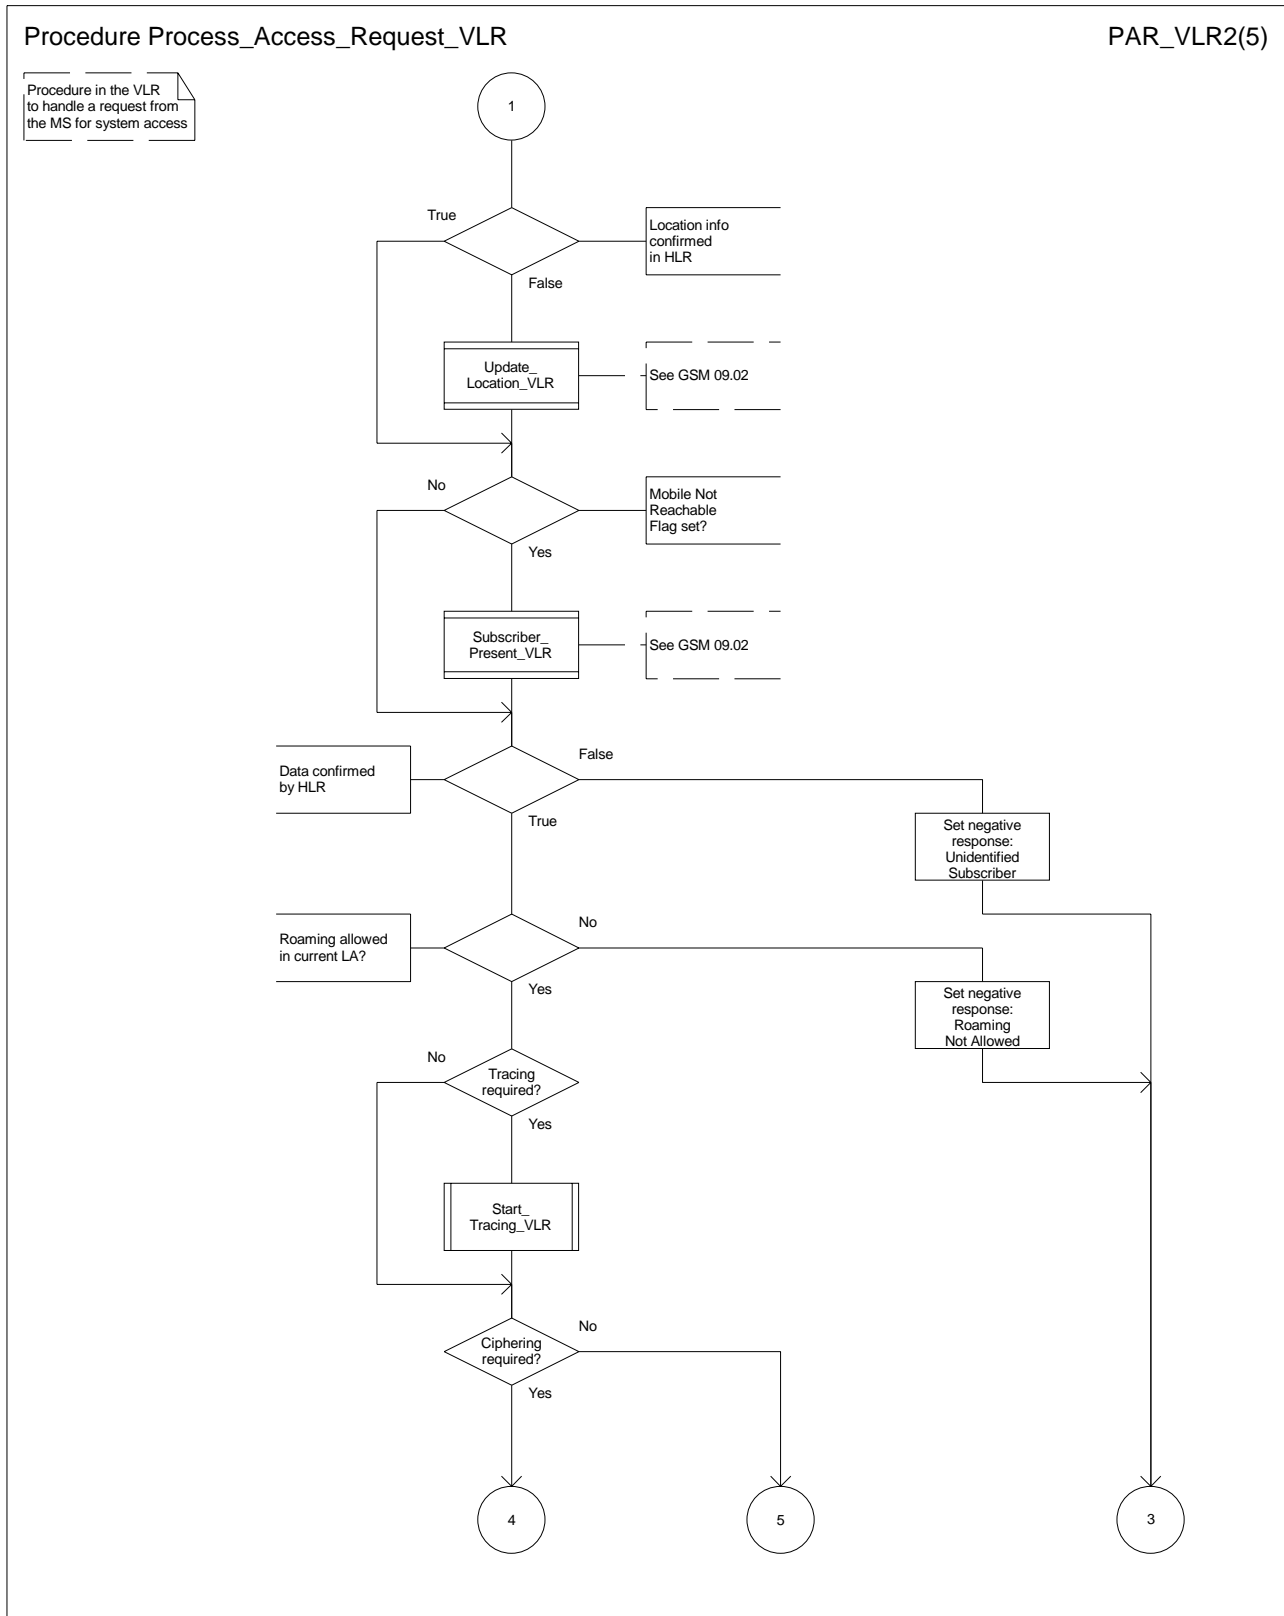 Procedure Process_Access_Request_VLR
PAR_VLR2(5)
Procedure in the VLR
to handle a request from
the MS for system access
1
True
Location info
confirmed
in HLR
False
Update_
Location_VLR
See GSM 09.02
No
Mobile Not
Reachable
Flag set?
Yes
Subscriber_
Present_VLR
See GSM 09.02
Data confirmed
by HLR
False
True
Set negative
response:
Unidentified
Subscriber
Roaming allowed
in current LA?
No
Yes
Set negative
response:
Roaming
Not Allowed
No
Tracing
required?
Yes
Start_
Tracing_VLR
Ciphering
required?
No
Yes
4
5
3